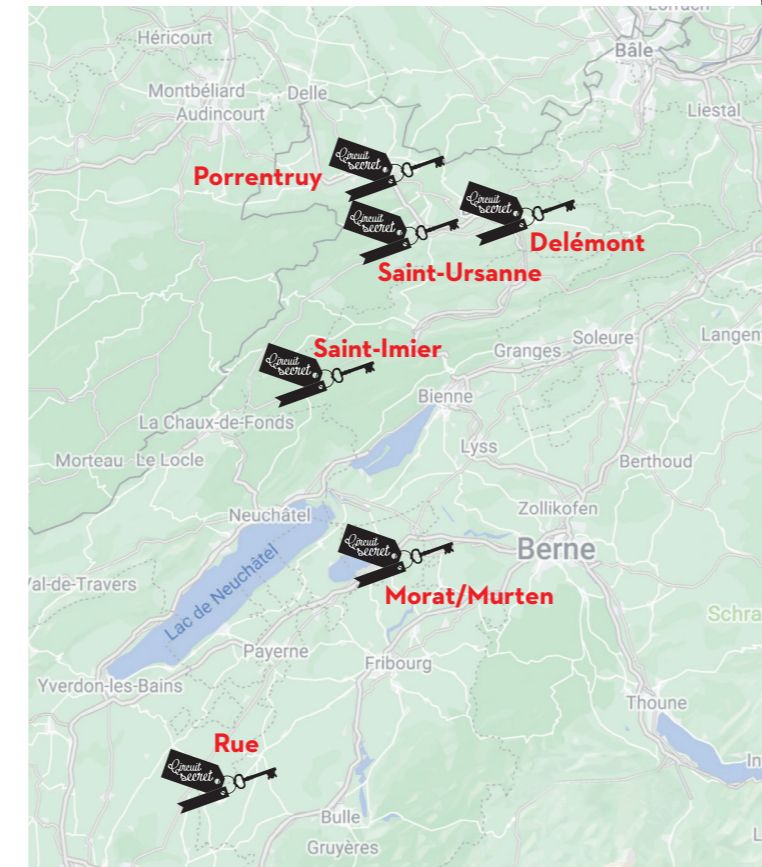 Héricourt
Bâle
Montbéliard
Delle
Audincourt
Liestal
Circuit
secret
Porrentruy
Circuit
secret
Circuit
secret
Delémont
Saint-Ursanne
Saint-Imier
Circuit
secret
Granges
Soleure
Langen
Bienne
La Chaux-de-Fonds
Lyss
Morteau
Le Locle
Berthoud
Neuchâtel
Zollikofen
Circuit
secret
Berne
Lac de Neuchâtel
Val-de-Travers
Morat/Murten
Schra
Payerne
Fribourg
Yverdon-les-Bains
Thoune
Rue
Circuit
secret
In
Bulle
Gruyères
L